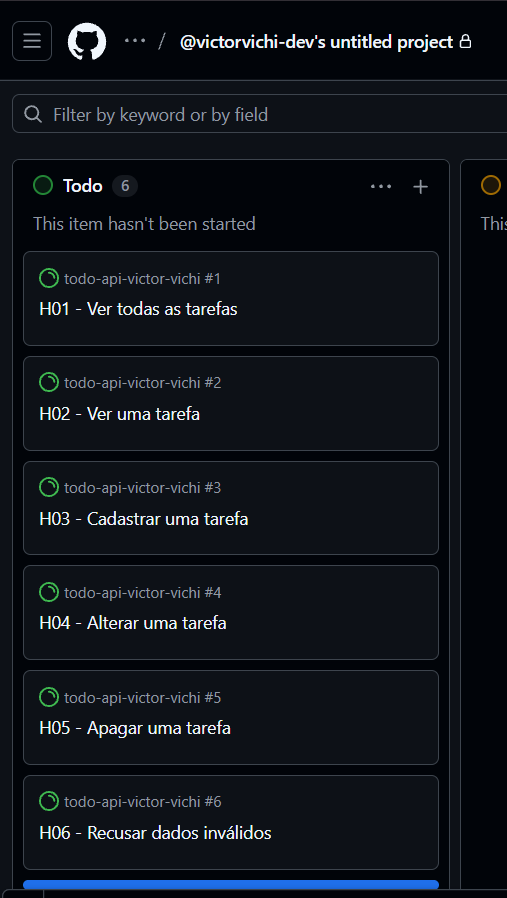 ··· / @victorvichi-dev's untitled project
Filter by keyword or by field
Todo 6
This item hasn't been started
todo-api-victor-vichi #1
H01 - Ver todas as tarefas
todo-api-victor-vichi #2
H02 - Ver uma tarefa
todo-api-victor-vichi #3
H03 - Cadastrar uma tarefa
todo-api-victor-vichi #4
H04 - Alterar uma tarefa
todo-api-victor-vichi #5
H05 - Apagar uma tarefa
todo-api-victor-vichi #6
H06 - Recusar dados inválidos
This